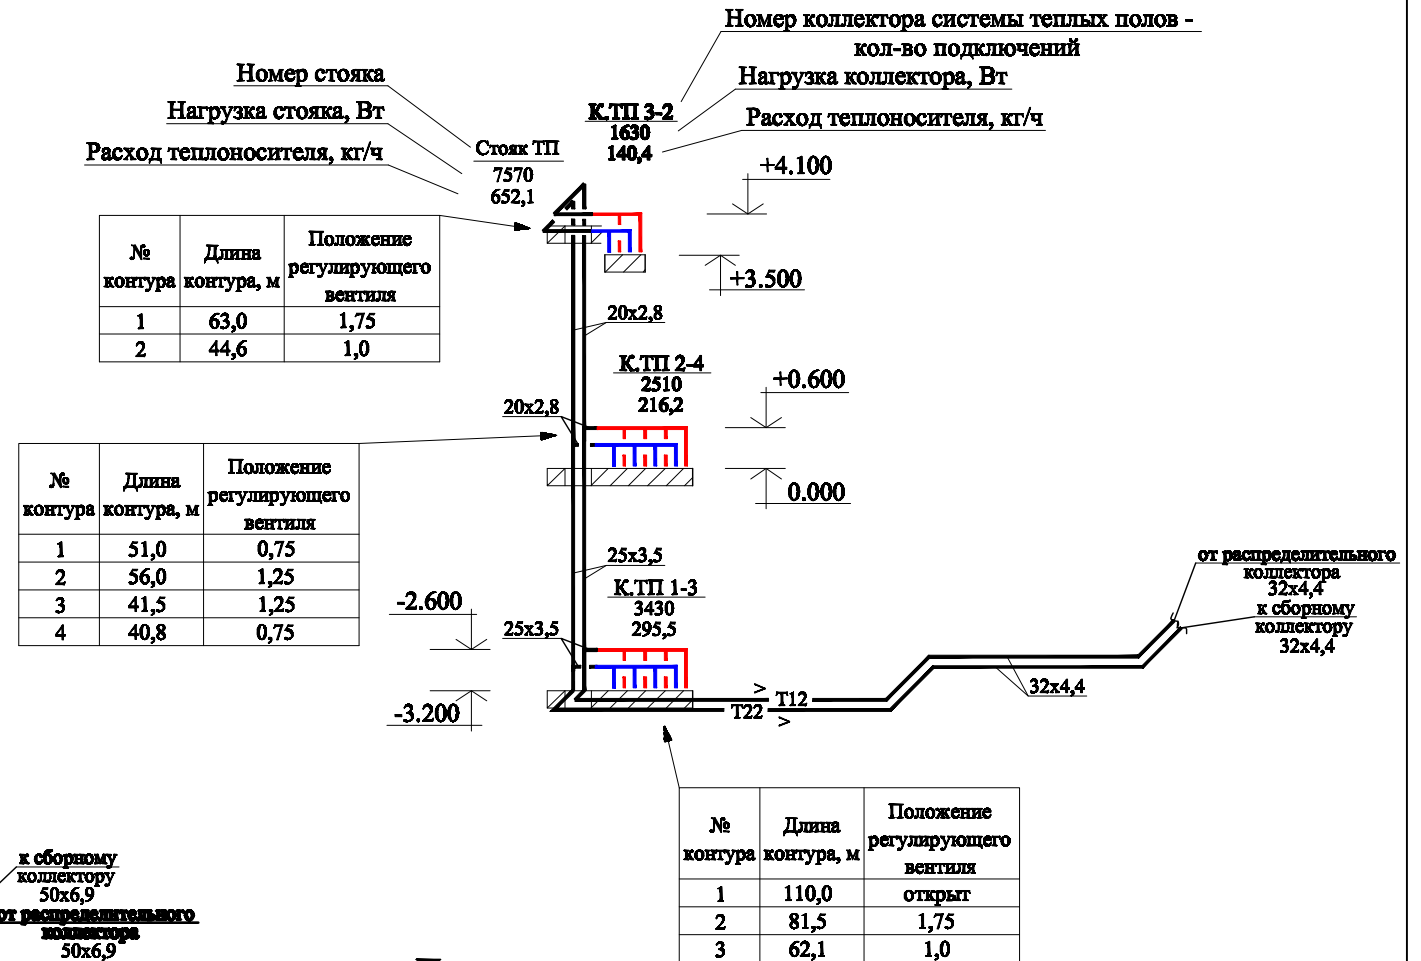 Номер коллектора системы теплых полов -
кол-во подключений
Нагрузка коллектора, Вт
Расход теплоносителя, кг/ч
Номер стояка
Нагрузка стояка, Вт
Расход теплоносителя, кг/ч
Стояк ТП
7570
652,1
К.ТП 3-2
1630
140,4
+4.100
+3.500
№ контура
Длина контура, м
Положение регулирующего вентиля
1 63,0 1,75
2 44,6 1,0
20х2,8
К.ТП 2-4
2510
216,2
20х2,8
+0.600
0.000
№ контура
Длина контура, м
Положение регулирующего вентиля
1 51,0 0,75
2 56,0 1,25
3 41,5 1,25
4 40,8 0,75
25х3,5
К.ТП 1-3
3430
295,5
25х3,5
-2.600
-3.200
от распределительного
коллектора
32х4,4
к сборному
коллектору
32х4,4
32х4,4
> Т12
Т22 >
№ контура
Длина контура, м
Положение регулирующего вентиля
1 110,0 открыт
2 81,5 1,75
3 62,1 1,0
к сборному
коллектору
50х6,9
от распределительного
коллектора
50х6,9